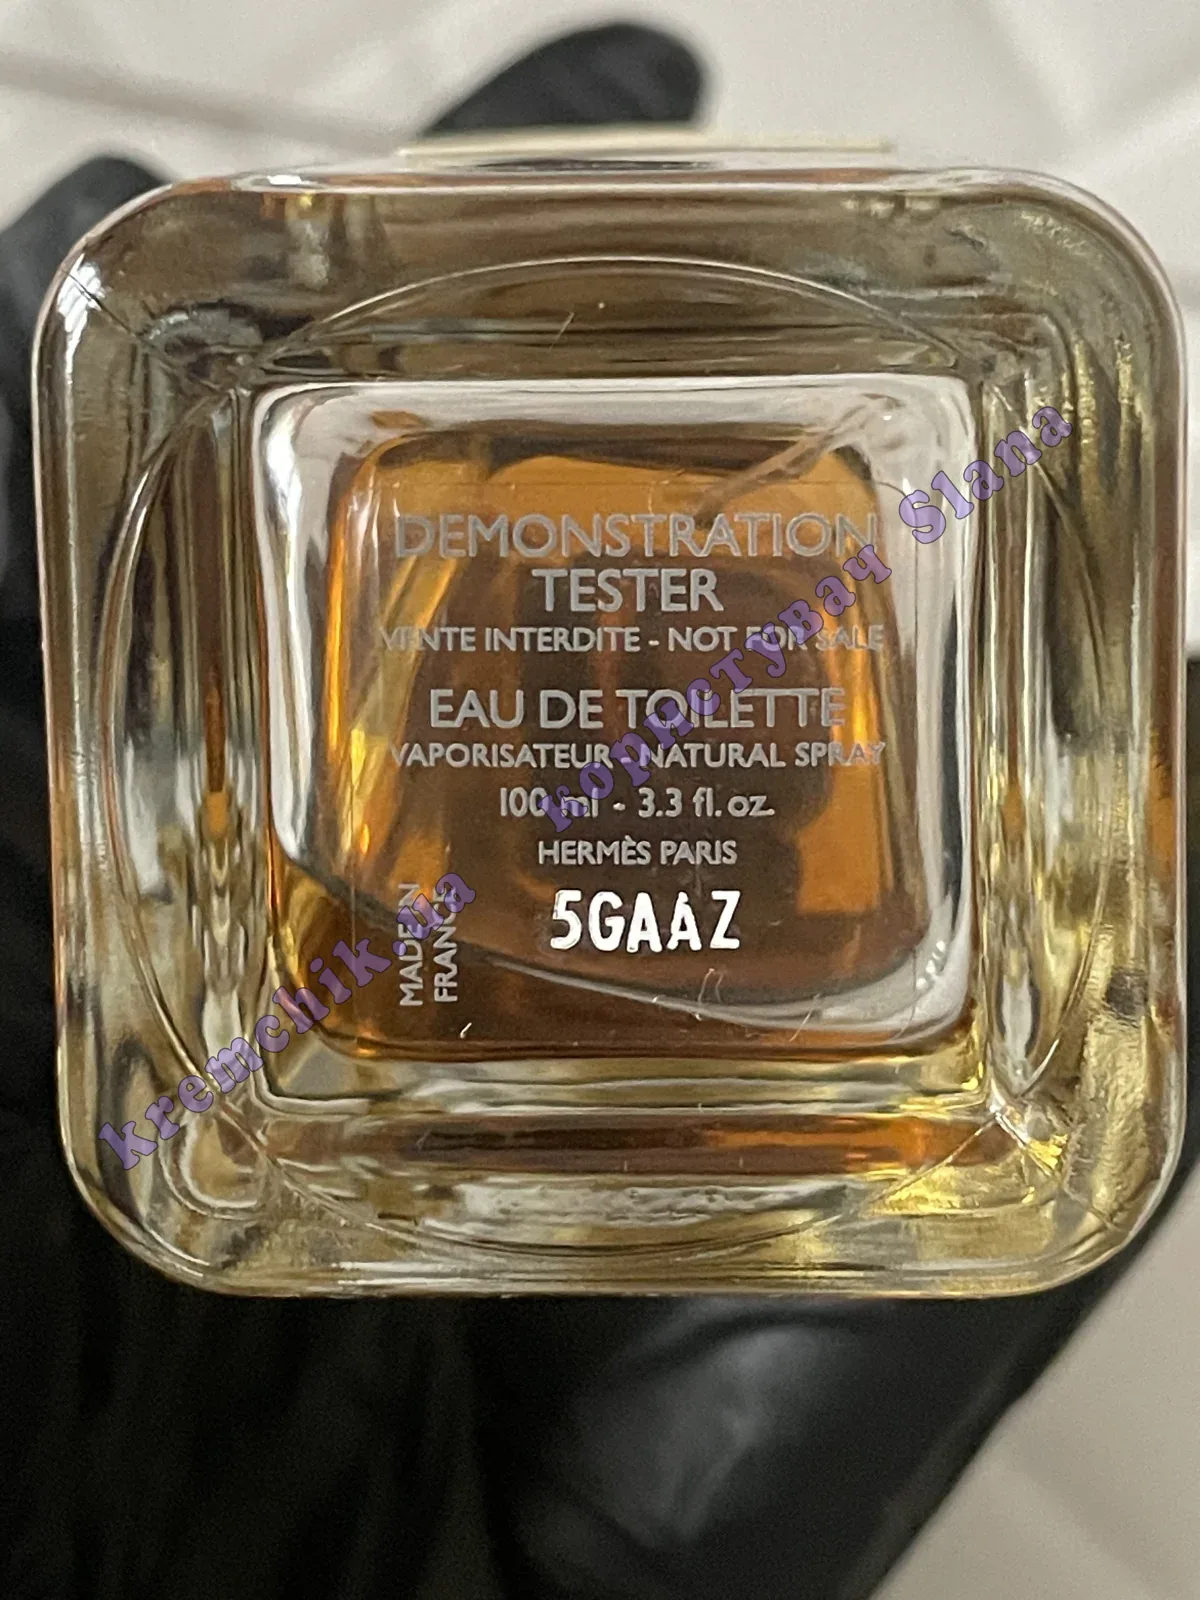 DEMONSTRATION
TESTER
VENTE INTERDITE - NOT FOR SALE
EAU DE TOILETTE
VAPORISATEUR - NATURAL SPRAY
100 ml - 3.3 fl. oz.
HERMÈS PARIS
5GAAZ
MADE IN
FRANCE
kremchik.ua користувач Slana